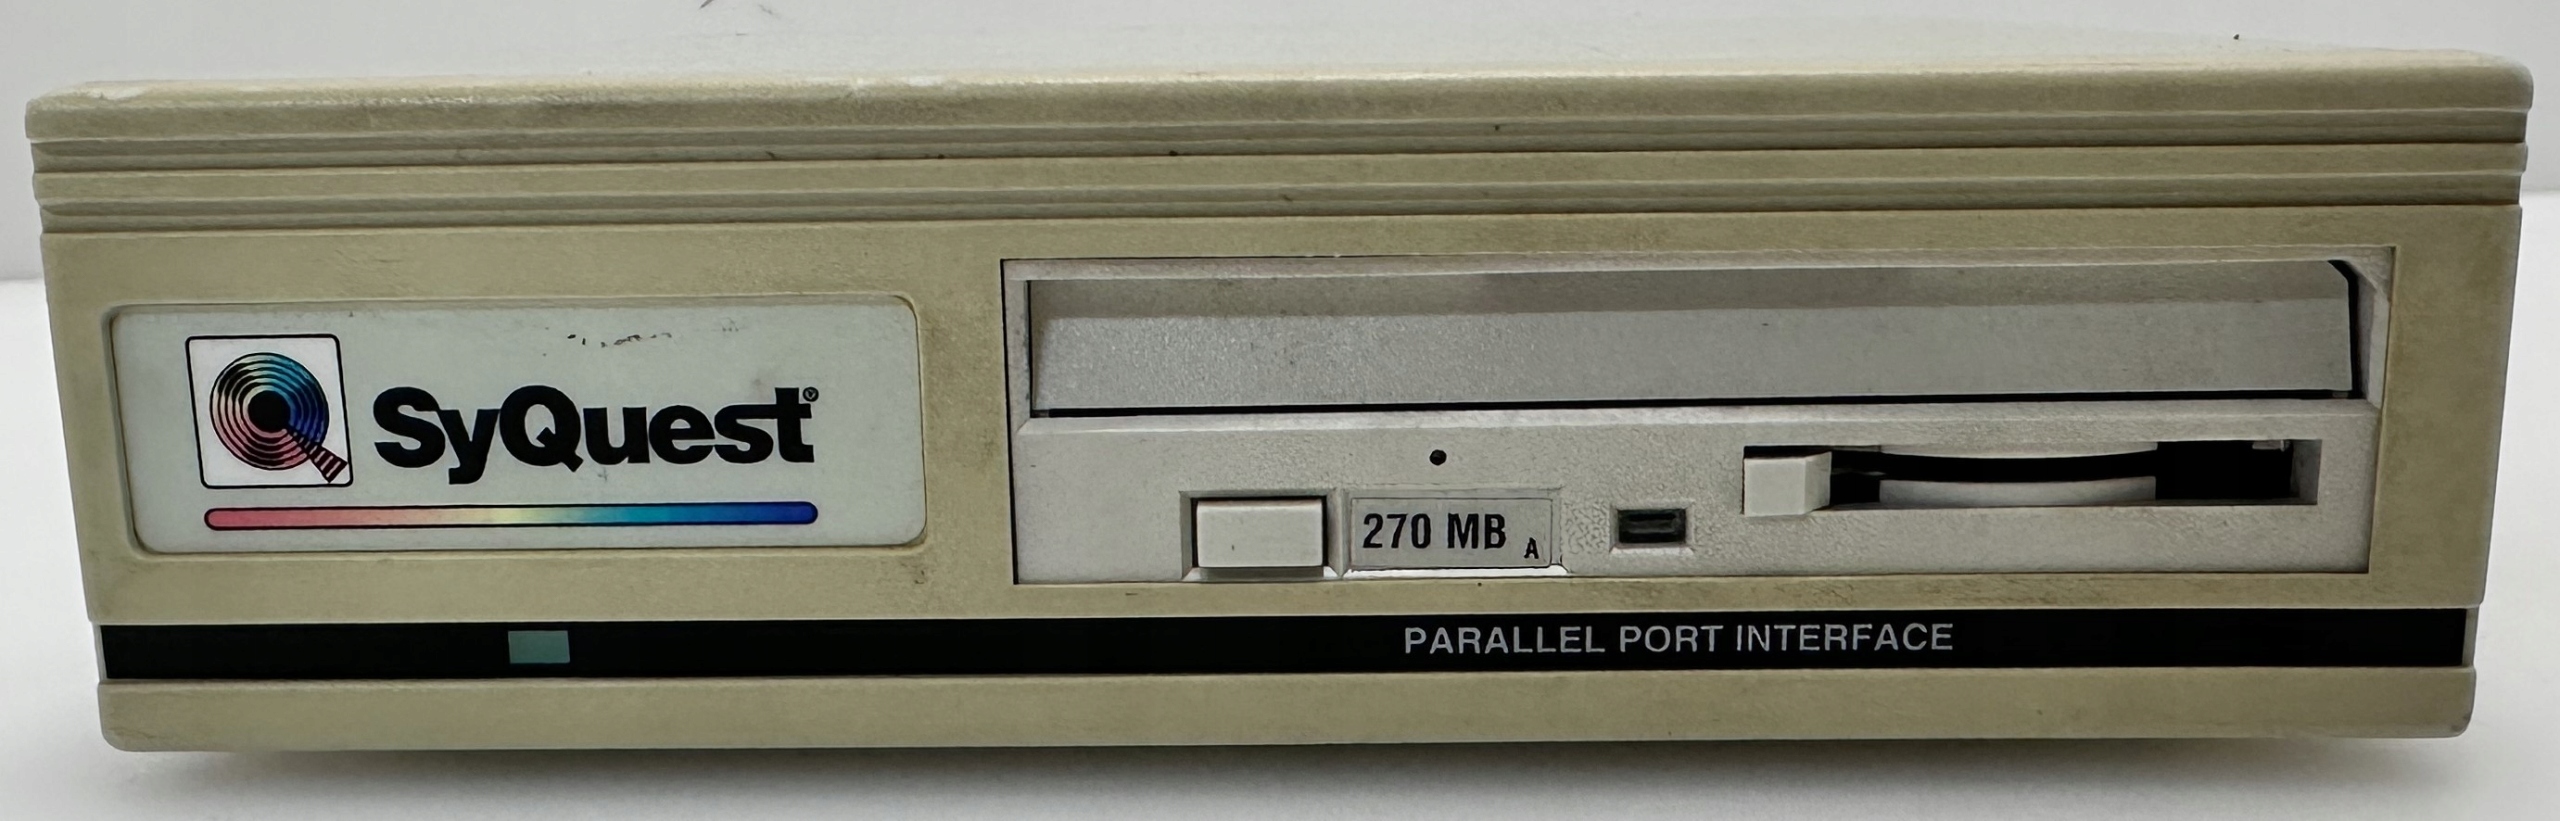 SyQuest®
270 MB A
PARALLEL PORT INTERFACE